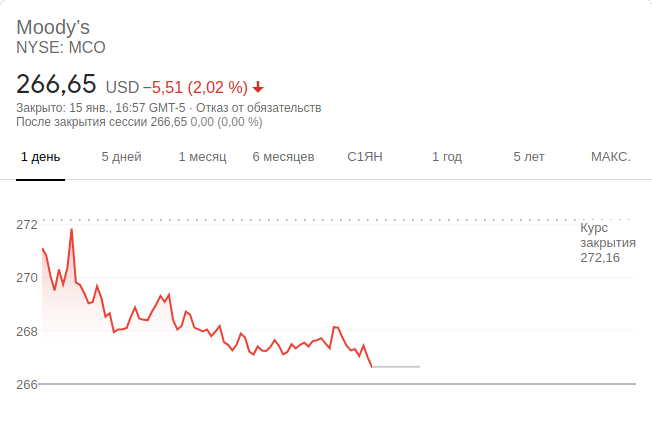 Moody’s
NYSE: MCO
266,65 USD −5,51 (2,02 %)
Закрыто: 15 янв., 16:57 GMT-5 · Отказ от обязательств
После закрытия сессии 266,65 0,00 (0,00 %)
1 день 5 дней 1 месяц 6 месяцев С1ЯН 1 год 5 лет МАКС.
272
Курс
закрытия
272,16
270
268
266